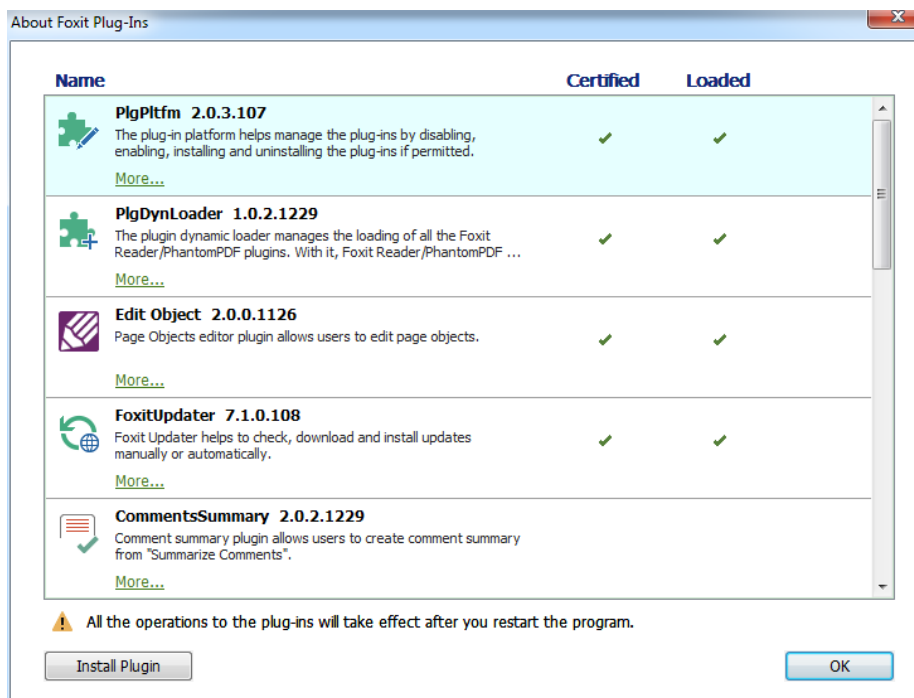 About Foxit Plug-Ins
Name Certified Loaded
PlgPltfm 2.0.3.107
The plug-in platform helps manage the plug-ins by disabling,
enabling, installing and uninstalling the plug-ins if permitted.
More...
PlgDynLoader 1.0.2.1229
The plugin dynamic loader manages the loading of all the Foxit
Reader/PhantomPDF plugins. With it, Foxit Reader/PhantomPDF ...
More...
Edit Object 2.0.0.1126
Page Objects editor plugin allows users to edit page objects.
More...
FoxitUpdater 7.1.0.108
Foxit Updater helps to check, download and install updates
manually or automatically.
More...
CommentsSummary 2.0.2.1229
Comment summary plugin allows users to create comment summary
from "Summarize Comments".
More...
All the operations to the plug-ins will take effect after you restart the program.
Install Plugin OK